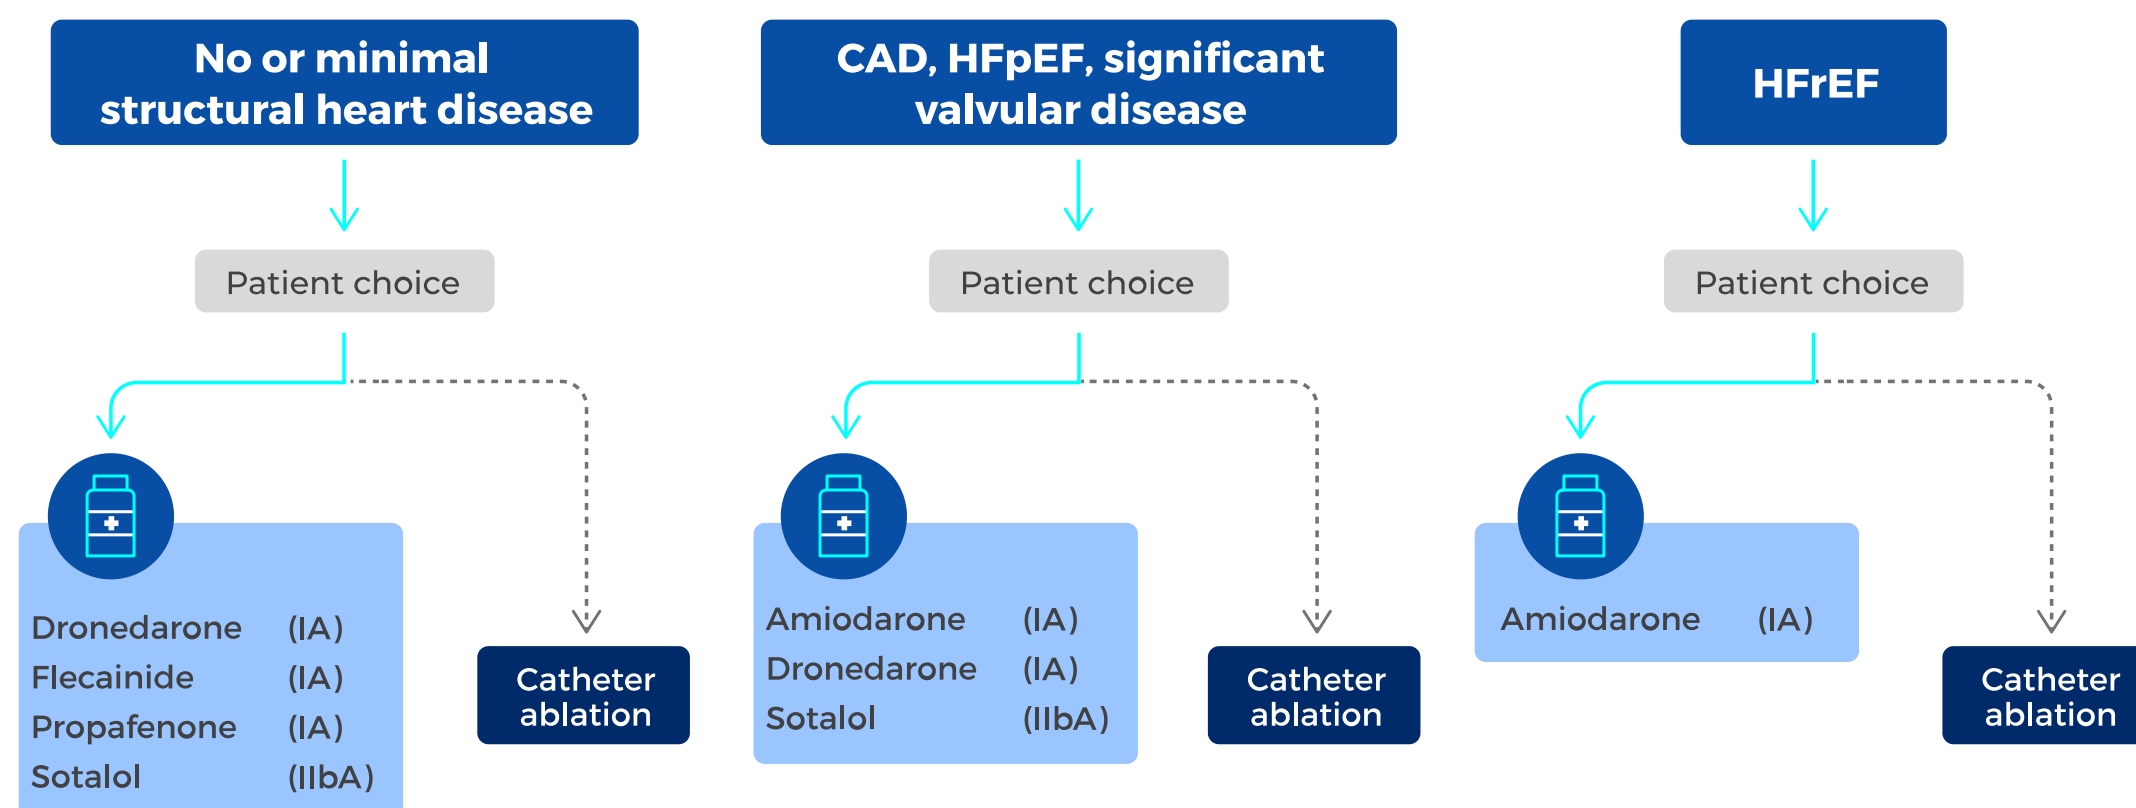 No or minimal
structural heart disease
Patient choice
Dronedarone (IA)
Flecainide (IA)
Propafenone (IA)
Sotalol (IIbA)
Catheter
ablation
CAD, HFpEF, significant
valvular disease
Patient choice
Amiodarone (IA)
Dronedarone (IA)
Sotalol (IIbA)
Catheter
ablation
HFrEF
Patient choice
Amiodarone (IA)
Catheter
ablation